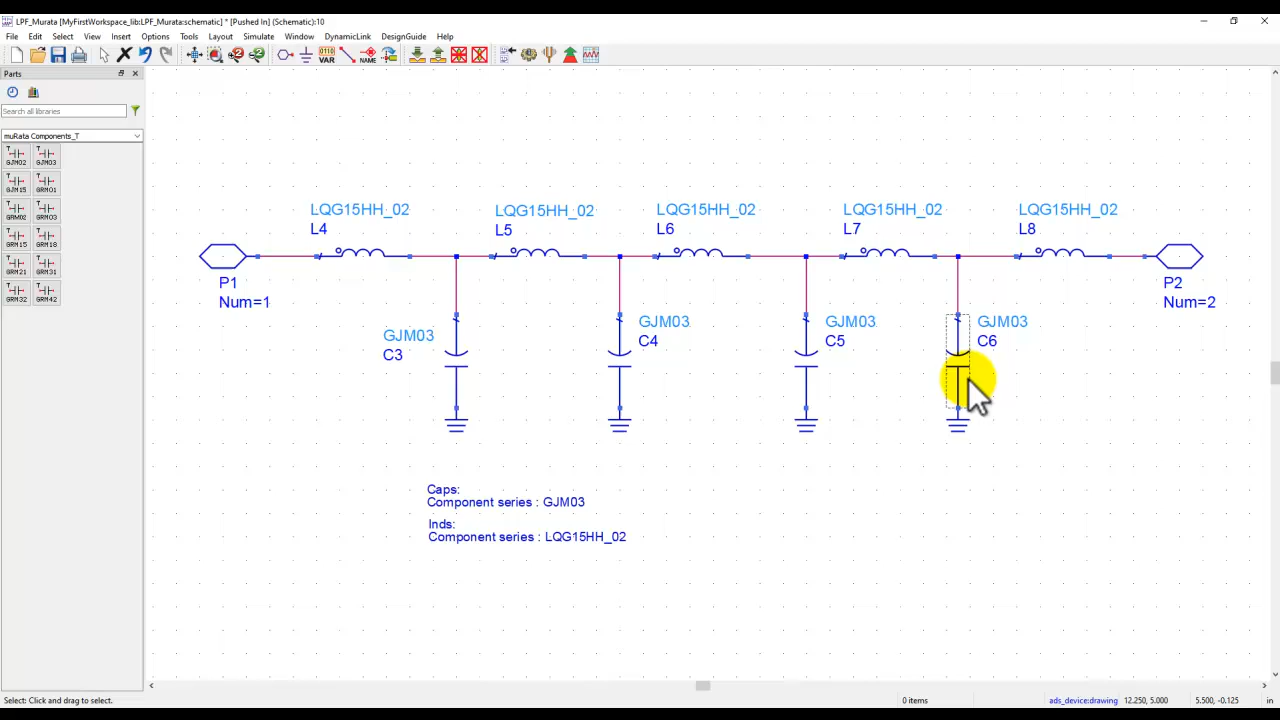 LPF_Murata [MyFirstWorkspace_lib:LPF_Murata:schematic] * [Pushed In] (Schematic):10
File Edit Select View Insert Options Tools Layout Simulate Window DynamicLink DesignGuide Help
VAR
NAME
Parts
Search all libraries
muRata Components_T
GJM02 GJM03
GJM15 GRM01
GRM02 GRM03
GRM15 GRM18
GRM21 GRM31
GRM32 GRM42
LQG15HH_02
L4
LQG15HH_02
L5
LQG15HH_02
L6
LQG15HH_02
L7
LQG15HH_02
L8
P1
Num=1
P2
Num=2
GJM03
C3
GJM03
C4
GJM03
C5
GJM03
C6
Caps:
Component series : GJM03
Inds:
Component series : LQG15HH_02
Select: Click and drag to select. 0 items ads_device:drawing 12.250, 5.000 5.500, -0.125 in